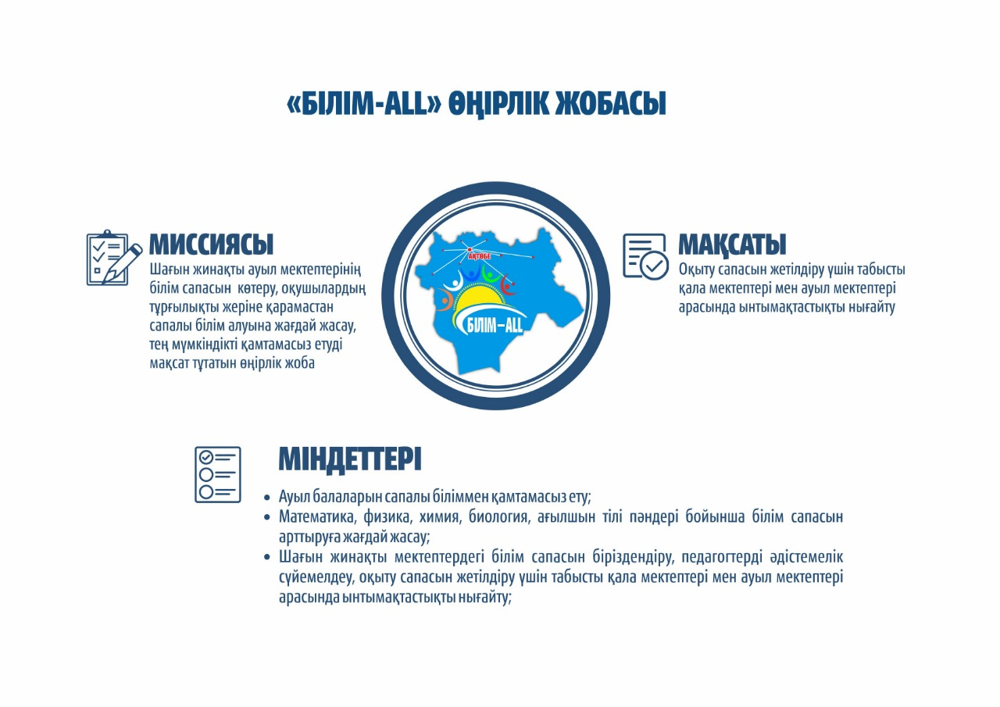 «БІЛІМ-ALL» ӨҢІРЛІК ЖОБАСЫ
МИССИЯСЫ
Шағын жинақты ауыл мектептерінің
білім сапасын көтеру, оқушылардың
тұрғылықты жеріне қарамастан
сапалы білім алуына жағдай жасау,
тең мүмкіндікті қамтамасыз етуді
мақсат тұтатын өңірлік жоба
АҚТӨБЕ
БІЛІМ–ALL
МАҚСАТЫ
Оқыту сапасын жетілдіру үшін табысты
қала мектептері мен ауыл мектептері
арасында ынтымақтастықты нығайту
МІНДЕТТЕРІ
• Ауыл балаларын сапалы біліммен қамтамасыз ету;
• Математика, физика, химия, биология, ағылшын тілі пәндері бойынша білім сапасын
арттыруға жағдай жасау;
• Шағын жинақты мектептердегі білім сапасын біріздендіру, педагогтерді әдістемелік
сүйемелдеу, оқыту сапасын жетілдіру үшін табысты қала мектептері мен ауыл мектептері
арасында ынтымақтастықты нығайту;